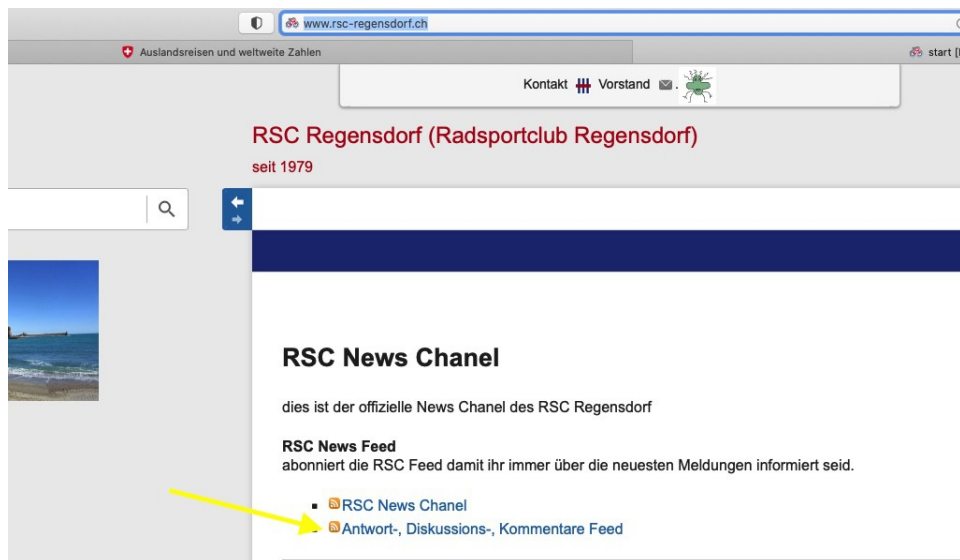 www.rsc-regensdorf.ch
Auslandsreisen und weltweite Zahlen
start [
Kontakt Vorstand .
RSC Regensdorf (Radsportclub Regensdorf)
seit 1979
RSC News Chanel
dies ist der offizielle News Chanel des RSC Regensdorf
RSC News Feed
abonniert die RSC Feed damit ihr immer über die neuesten Meldungen informiert seid.
RSC News Chanel
Antwort-, Diskussions-, Kommentare Feed